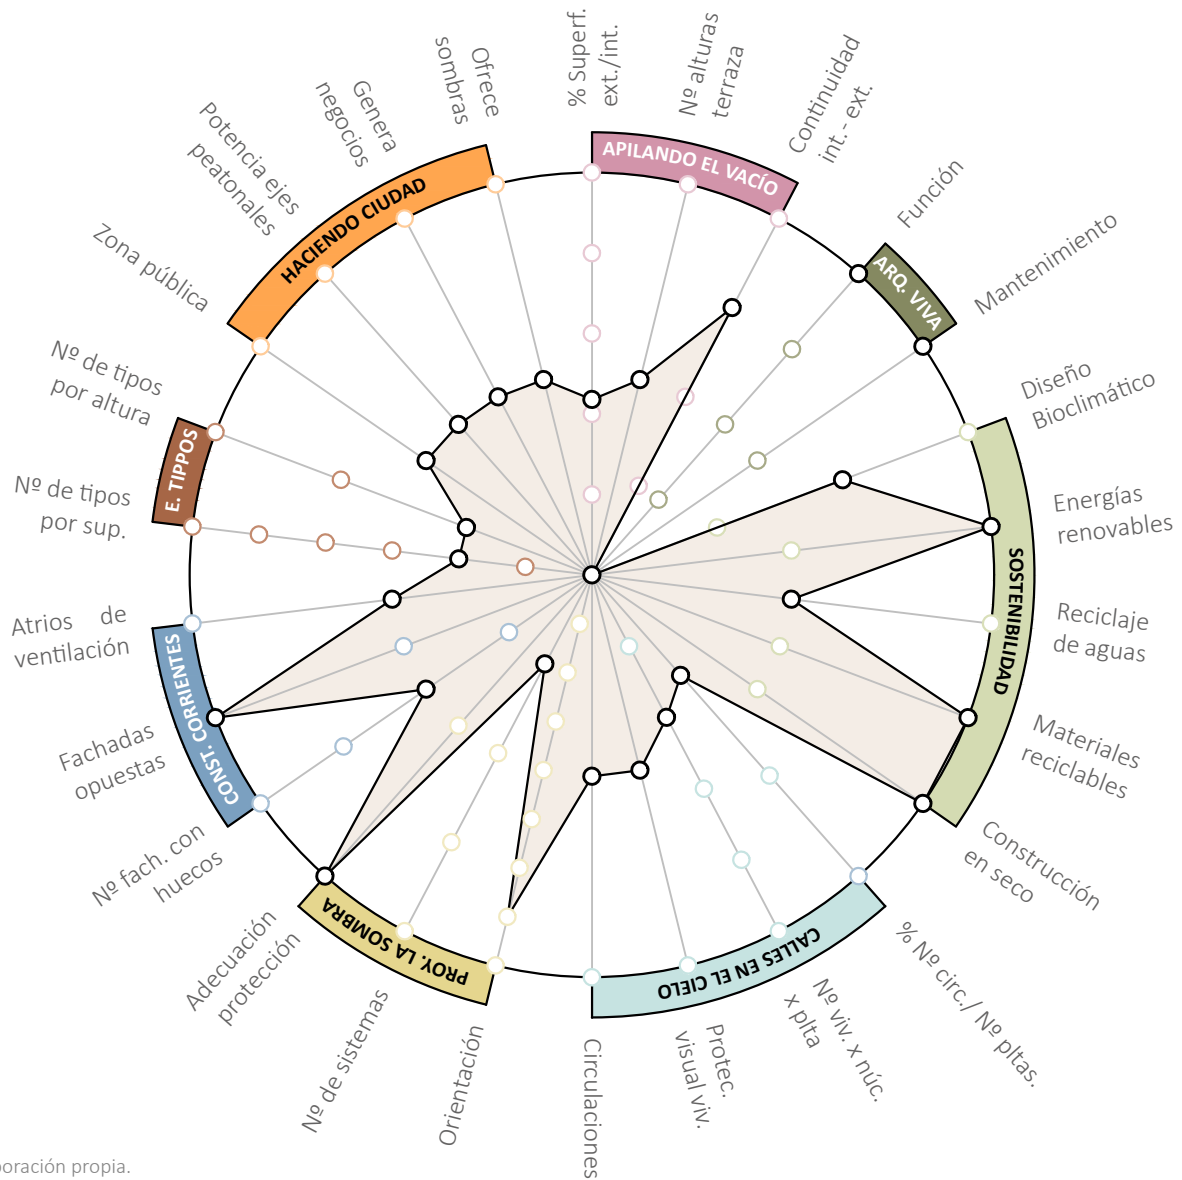 % Superf.
ext./int.
Nº alturas
terraza
Continuidad
int.- ext.
APILANDO EL VACÍO
Función
Mantenimiento
ARQ. VIVA
Diseño
Bioclimático
Energías
renovables
Reciclaje
de aguas
Materiales
reciclables
Construcción
en seco
SOSTENIBILIDAD
% Nº circ./ Nº pltas.
Nº viv. x núc.
x plta
Protec.
visual viv.
Circulaciones
CALLES EN EL CIELO
Orientación
Nº de sistemas
Adecuación
protección
PROY. LA SOMBRA
Nº fach. con
huecos
Fachadas
opuestas
Atrios de
ventilación
CONST. CORRIENTES
Nº de tipos
por sup.
Nº de tipos
por altura
E. TIPPOS
Zona pública
Potencia ejes
peatonales
Genera
negocios
Ofrece
sombras
HACIENDO CIUDAD
oración propia.